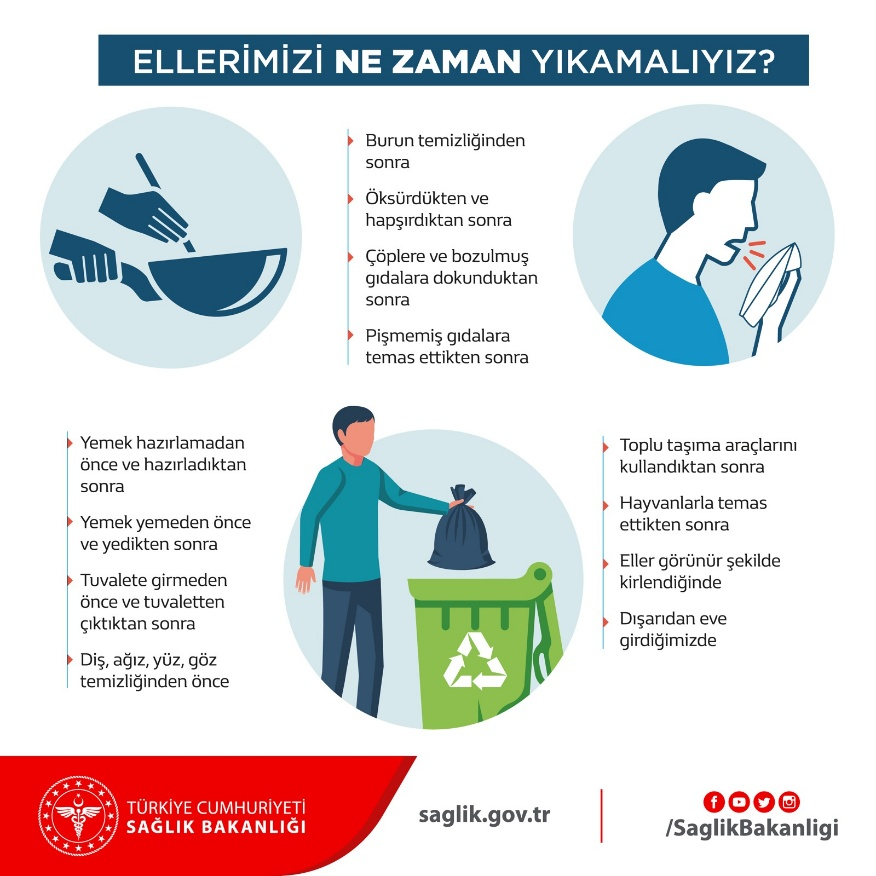 ELLERİMİZİ NE ZAMAN YIKAMALIYIZ?
Burun temizliğinden
sonra
Öksürdükten ve
hapşırdıktan sonra
Çöplere ve bozulmuş
gıdalara dokunduktan
sonra
Pişmemiş gıdalara
temas ettikten sonra
Yemek hazırlamadan
önce ve hazırladıktan
sonra
Yemek yemeden önce
ve yedikten sonra
Tuvalete girmeden
önce ve tuvaletten
çıktıktan sonra
Diş, ağız, yüz, göz
temizliğinden önce
Toplu taşıma araçlarını
kullandıktan sonra
Hayvanlarla temas
ettikten sonra
Eller görünür şekilde
kirlendiğinde
Dışarıdan eve
girdiğimizde
TÜRKİYE CUMHURİYETİ
SAĞLIK BAKANLIĞI
saglik.gov.tr
/SaglikBakanligi